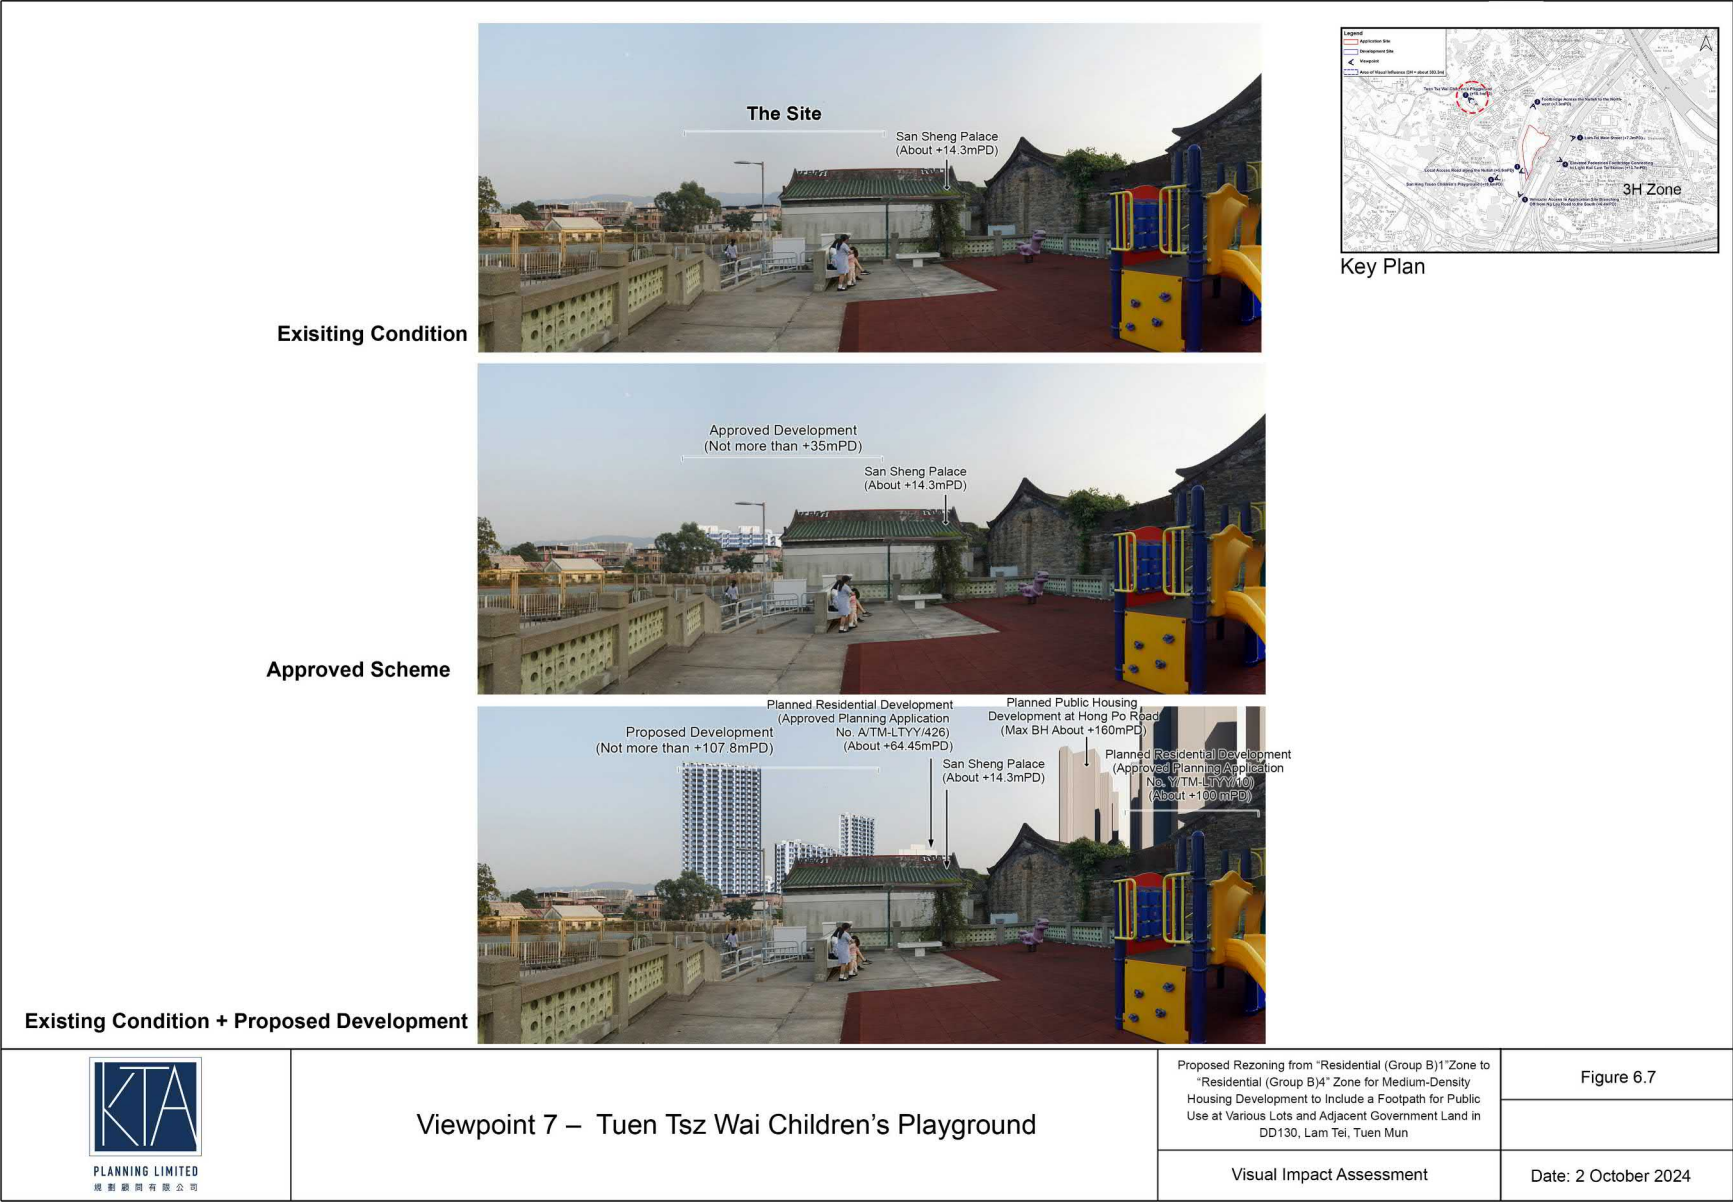 The Site
San Sheng Palace
(About +14.3mPD)
Exisiting Condition
Legend
Application Site
Development Site
Viewpoint
3H Zone
Key Plan
Approved Development
(Not more than +35mPD)
San Sheng Palace
(About +14.3mPD)
Approved Scheme
Proposed Development
(Not more than +107.8mPD)
Planned Residential Development
(Approved Planning Application
No. A/TM-LTYY/426)
(About +64.45mPD)
San Sheng Palace
(About +14.3mPD)
Planned Public Housing
Development at Hong Po Road
(Max BH About +160mPD)
Planned Residential Development
(Approved Planning Application
No. Y/TM-LTYY/10)
(About +100 mPD)
Existing Condition + Proposed Development
KTA
PLANNING LIMITED
規劃顧問有限公司
Viewpoint 7 – Tuen Tsz Wai Children's Playground
Proposed Rezoning from “Residential (Group B)1”Zone to
“Residential (Group B)4” Zone for Medium-Density
Housing Development to Include a Footpath for Public
Use at Various Lots and Adjacent Government Land in
DD130, Lam Tei, Tuen Mun
Visual Impact Assessment
Figure 6.7
Date: 2 October 2024